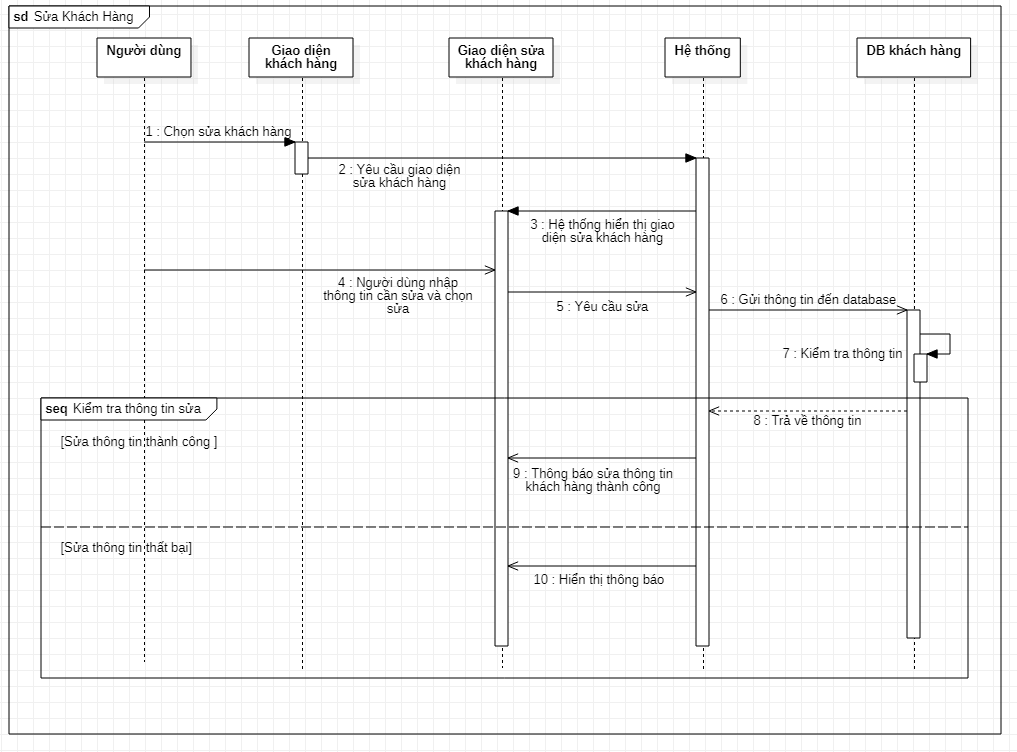 sd Sửa Khách Hàng
Người dùng
Giao diện
khách hàng
Giao diện sửa
khách hàng
Hệ thống
DB khách hàng
1 : Chọn sửa khách hàng
2 : Yêu cầu giao diện
sửa khách hàng
3 : Hệ thống hiển thị giao
diện sửa khách hàng
4 : Người dùng nhập
thông tin cần sửa và chọn
sửa
5 : Yêu cầu sửa
6 : Gửi thông tin đến database
7 : Kiểm tra thông tin
seq Kiểm tra thông tin sửa
8 : Trả về thông tin
[Sửa thông tin thành công ]
9 : Thông báo sửa thông tin
khách hàng thành công
[Sửa thông tin thất bại]
10 : Hiển thị thông báo